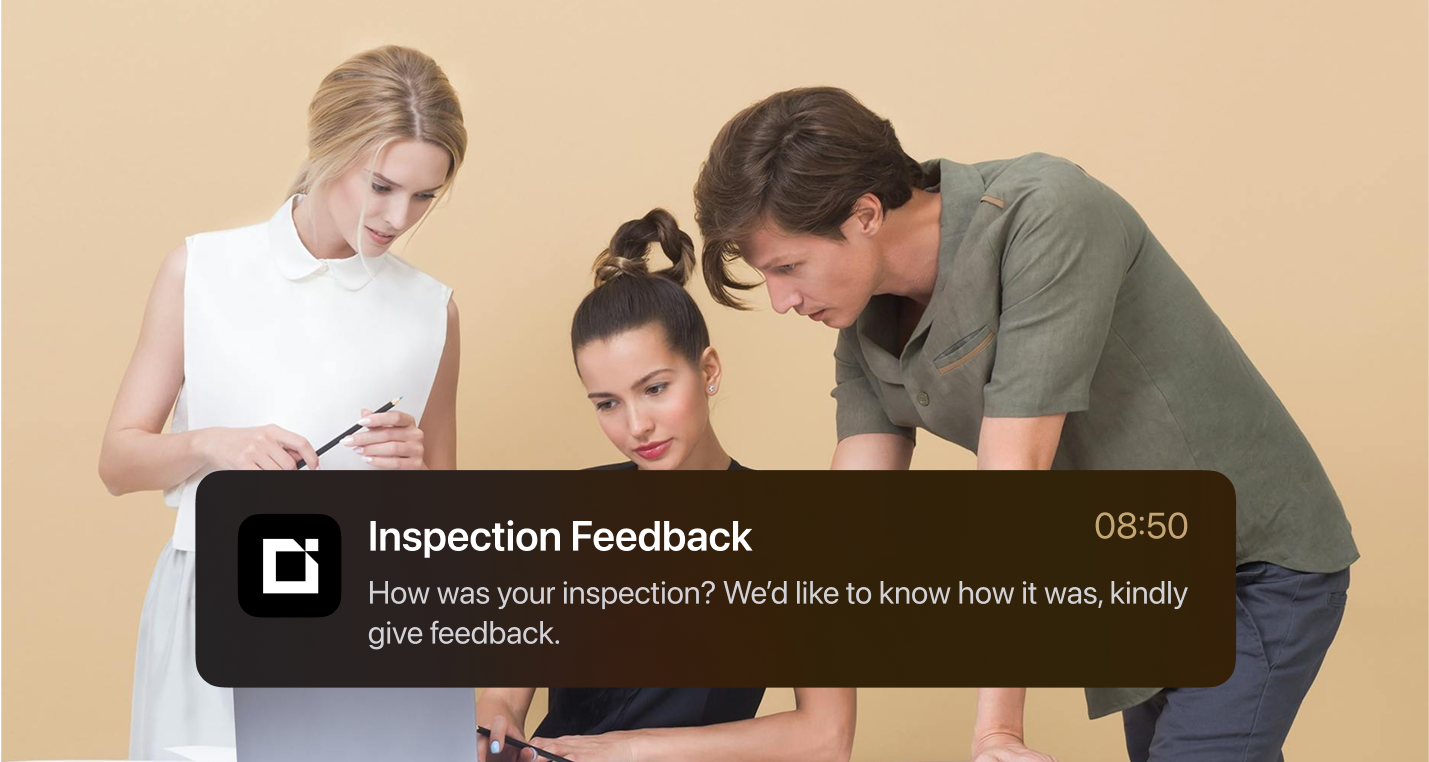 Inspection Feedback
08:50
How was your inspection? We’d like to know how it was, kindly
give feedback.